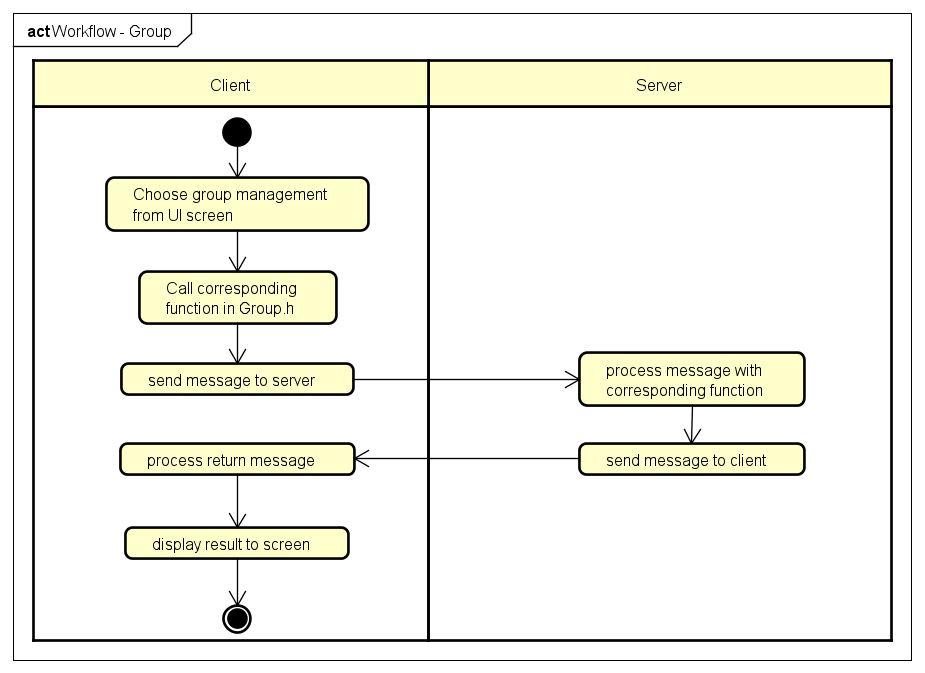 act Workflow - Group
Client
Server
Choose group management
from UI screen
Call corresponding
function in Group.h
send message to server
process message with
corresponding function
process return message
send message to client
display result to screen